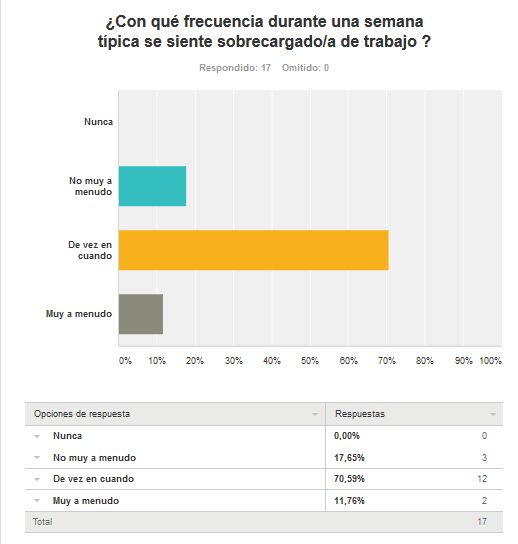 ¿Con qué frecuencia durante una semana
típica se siente sobrecargado/a de trabajo ?
Respondido: 17 Omitido: 0
Nunca
No muy a
menudo
De vez en
cuando
Muy a menudo
0% 10% 20% 30% 40% 50% 60% 70% 80% 90% 100%
Opciones de respuesta Respuestas
Nunca 0,00% 0
No muy a menudo 17,65% 3
De vez en cuando 70,59% 12
Muy a menudo 11,76% 2
Total 17